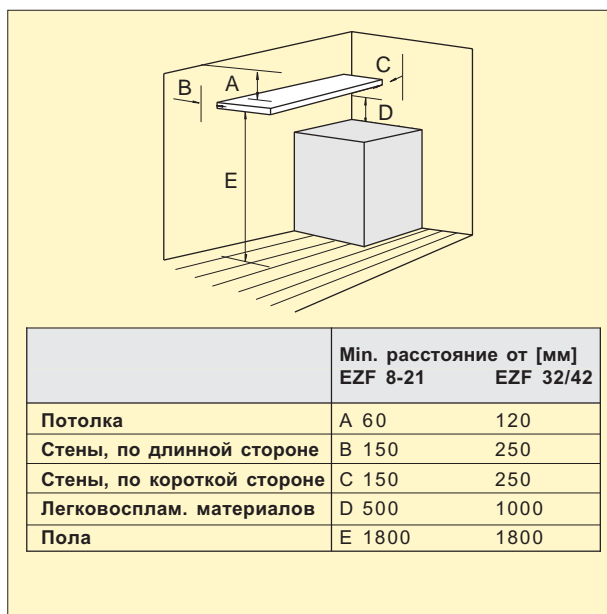 A
B
C
D
E
Min. расстояние от [мм]
EZF 8-21 EZF 32/42
Потолка A 60 120
Стены, по длинной стороне B 150 250
Стены, по короткой стороне C 150 250
Легковосплам. материалов D 500 1000
Пола E 1800 1800